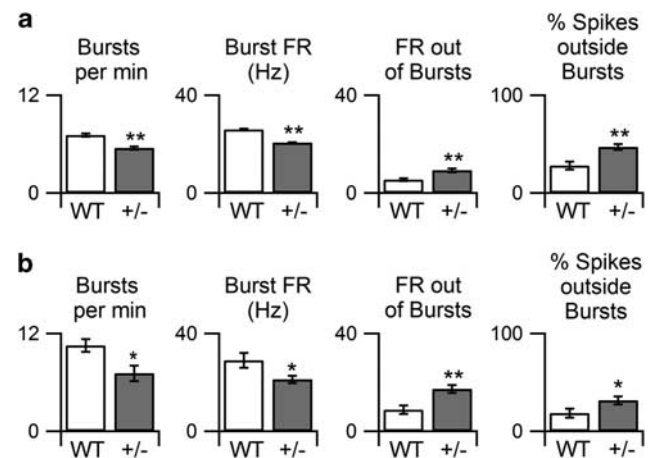 a
Bursts
per min
12
**
0
WT +/-
Burst FR
(Hz)
40
**
0
WT +/-
FR out
of Bursts
40
**
0
WT +/-
% Spikes
outside
Bursts
100
**
0
WT +/-
b
Bursts
per min
12
*
0
WT +/-
Burst FR
(Hz)
40
*
0
WT +/-
FR out
of Bursts
40
**
0
WT +/-
% Spikes
outside
Bursts
100
*
0
WT +/-